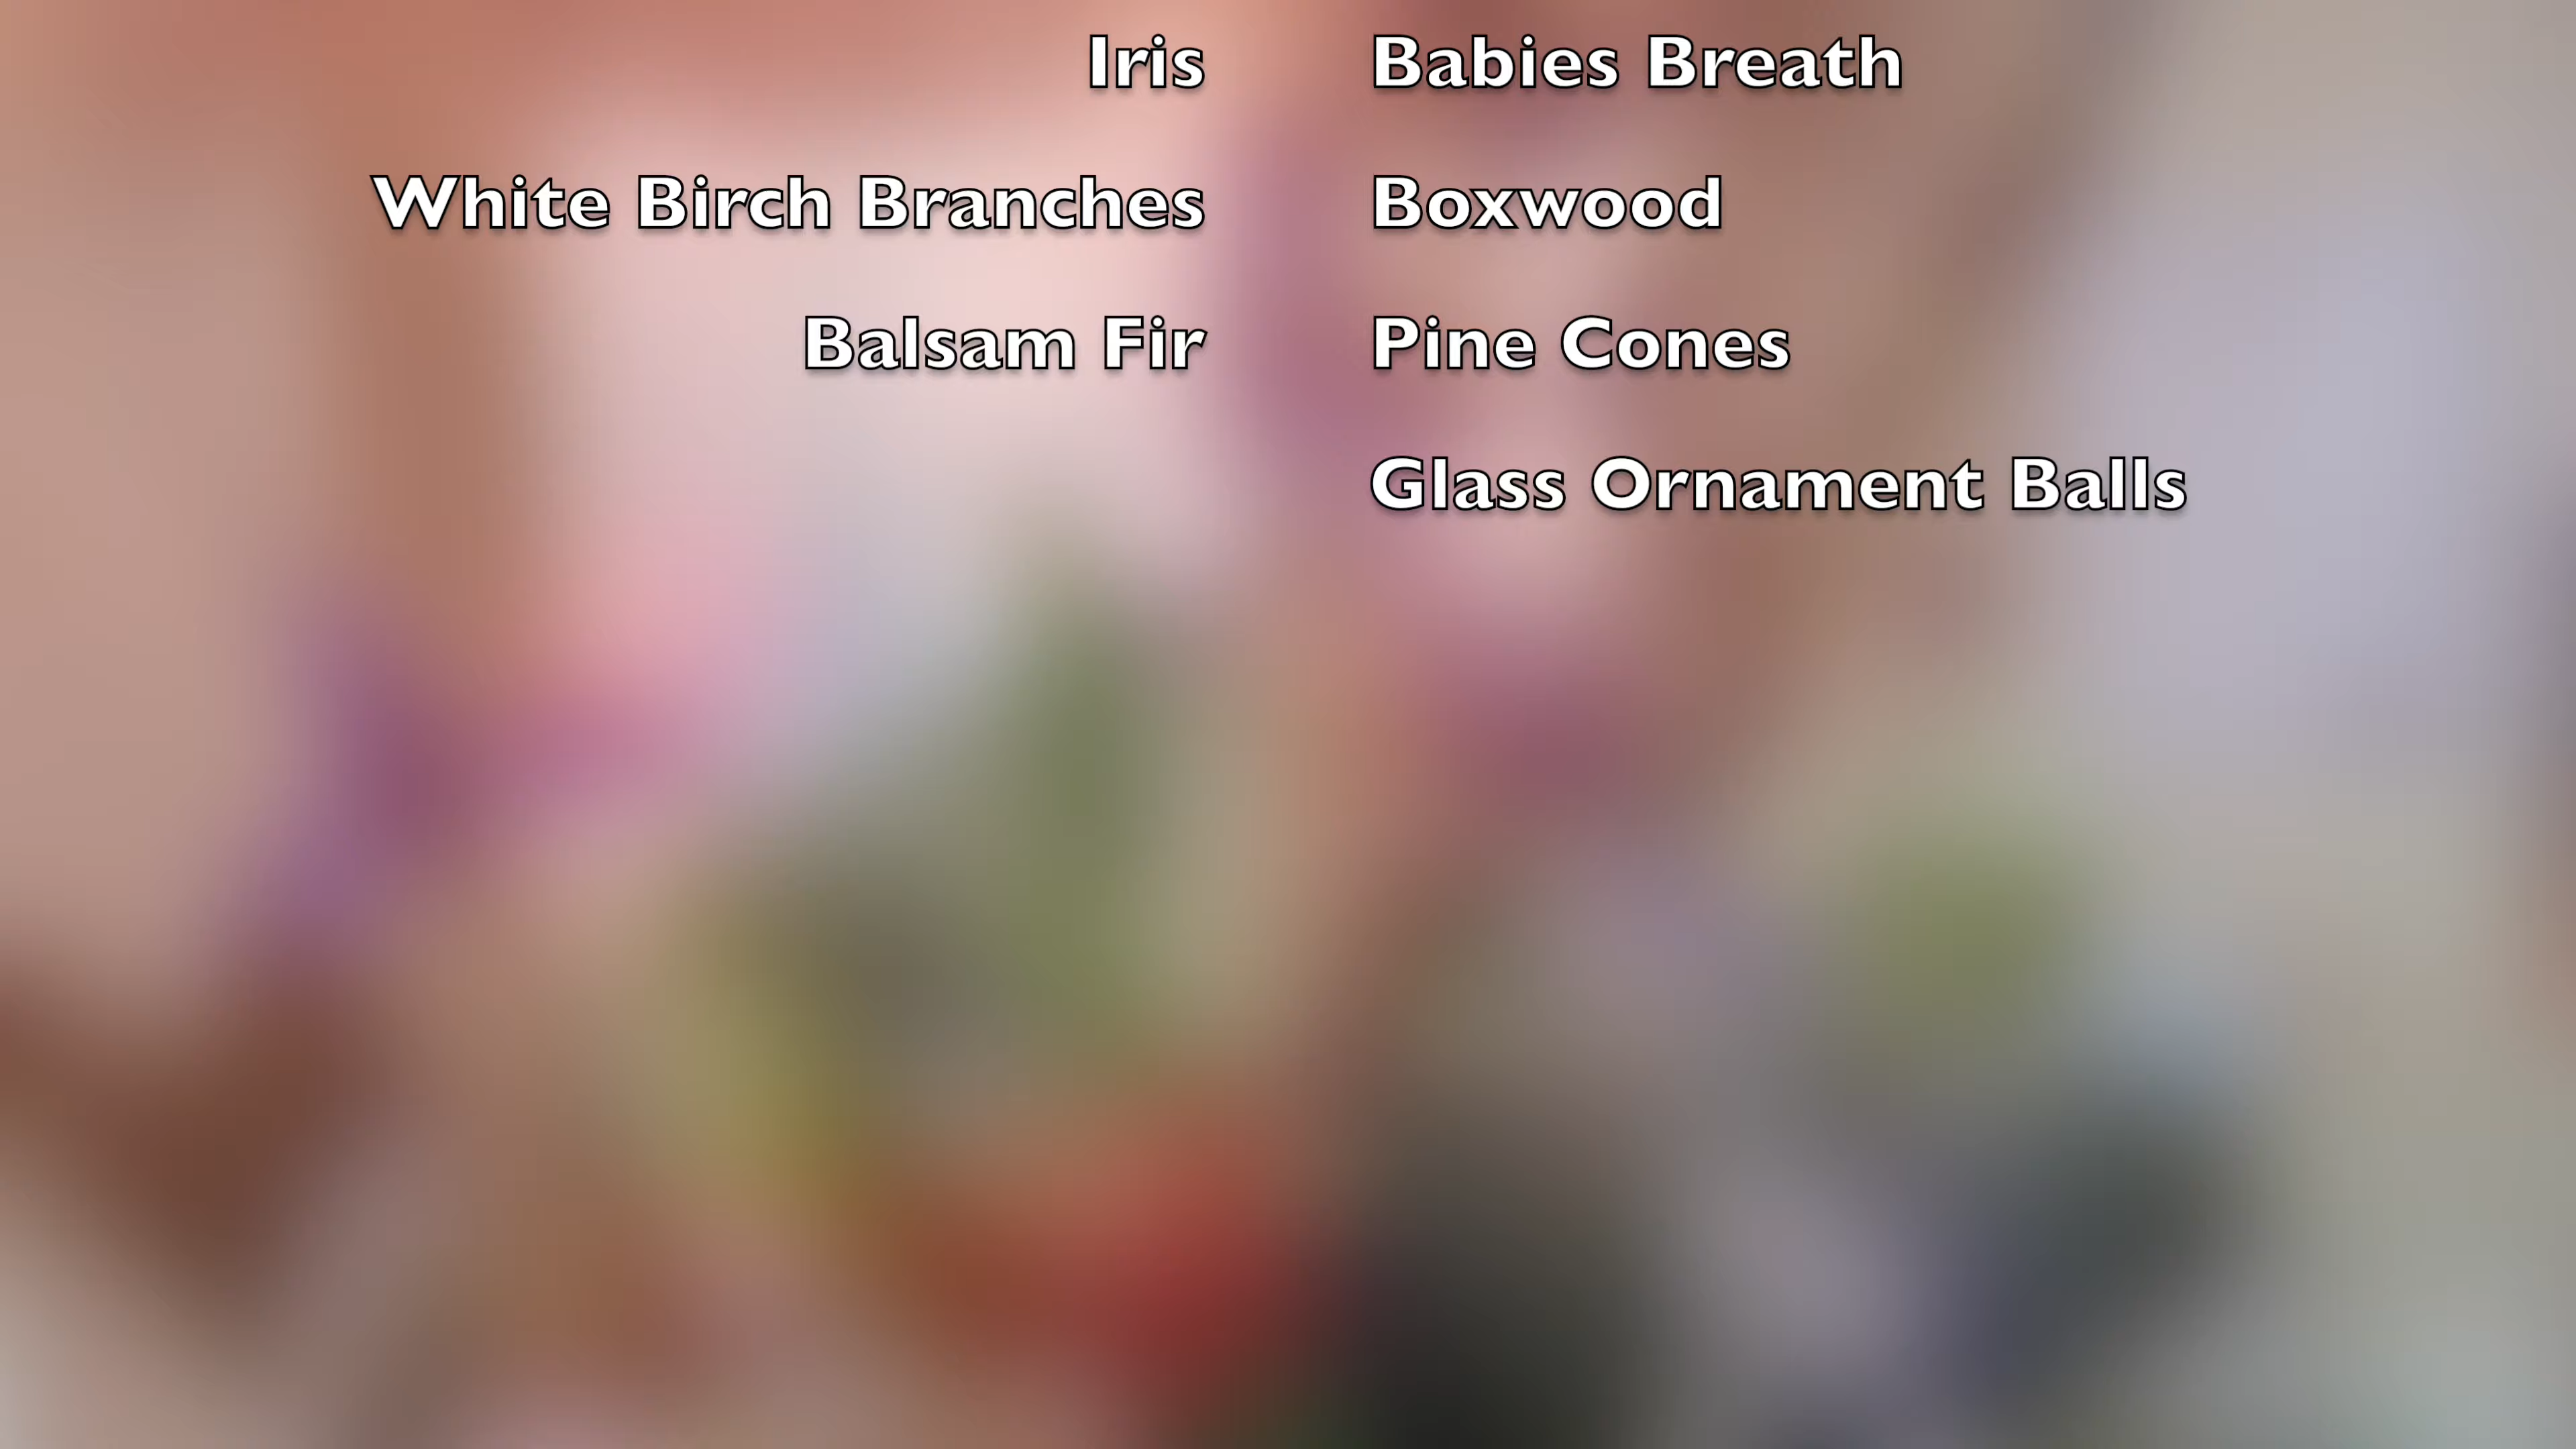 Iris Babies Breath
White Birch Branches Boxwood
Balsam Fir Pine Cones
Glass Ornament Balls